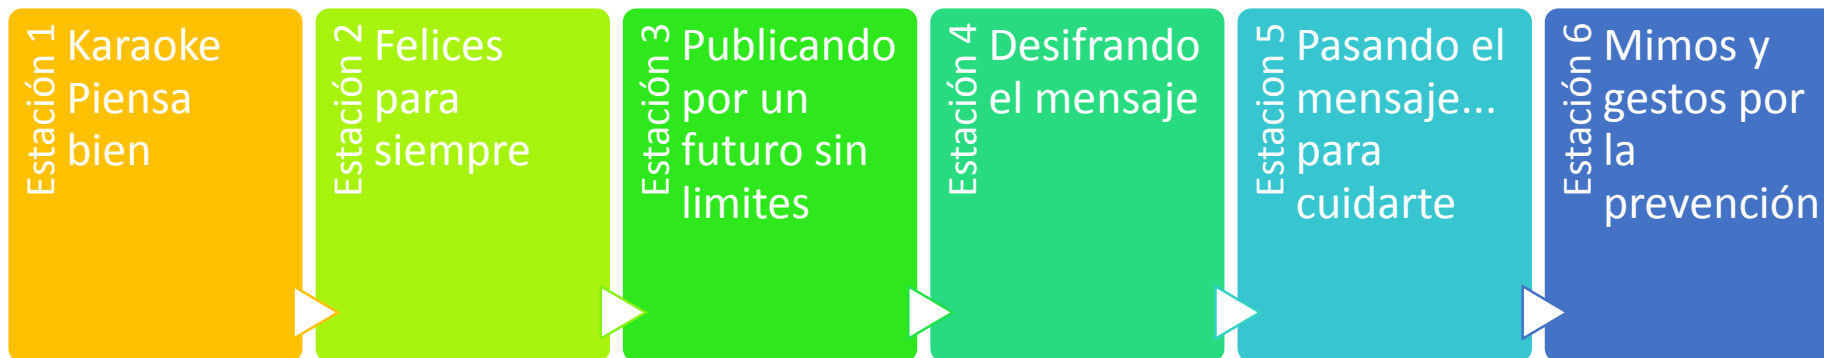 Estación 1
Karaoke
Piensa
bien
Estación 2
Felices
para
siempre
Estación 3
Publicando
por un
futuro sin
limites
Estación 4
Desifrando
el mensaje
Estacion 5
Pasando el
mensaje...
para
cuidarte
Estación 6
Mimos y
gestos por
la
prevención